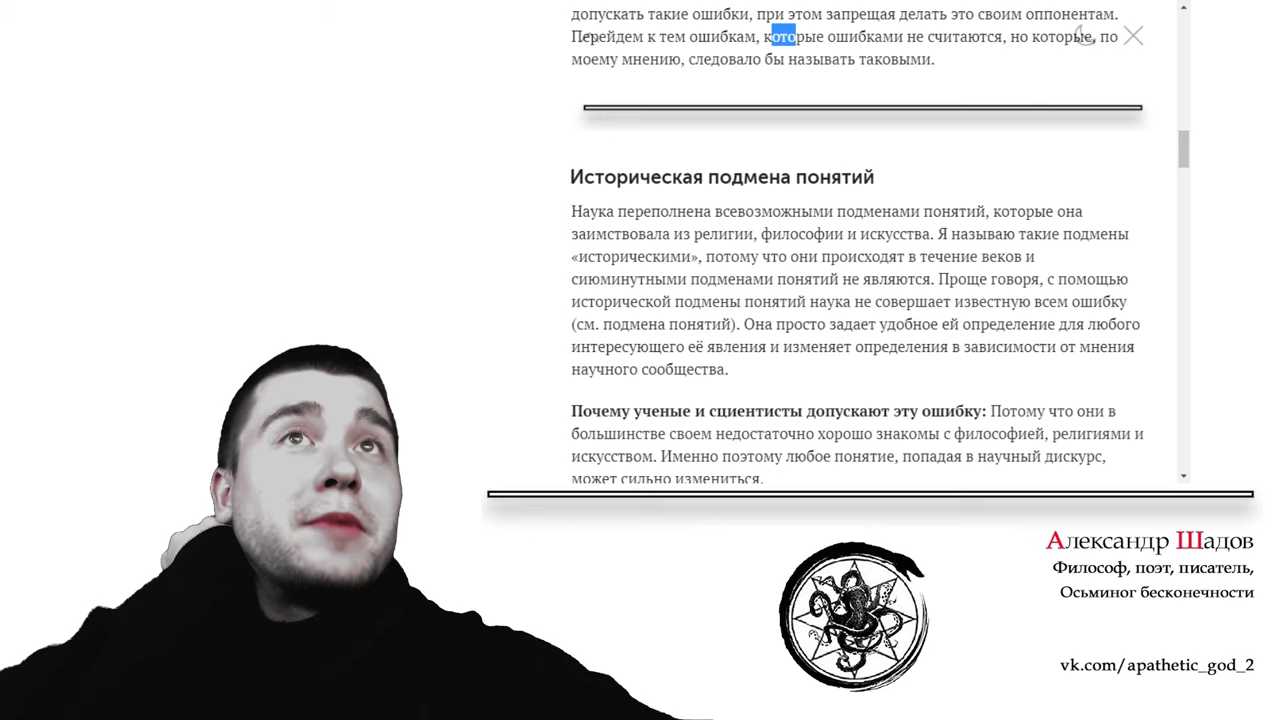 допускать такие ошибки, при этом запрещая делать это своим оппонентам.
Перейдем к тем ошибкам, которые ошибками не считаются, но которые, по
моему мнению, следовало бы называть таковыми.
Историческая подмена понятий
Наука переполнена всевозможными подменами понятий, которые она
заимствовала из религии, философии и искусства. Я называю такие подмены
«историческими», потому что они происходят в течение веков и
сиюминутными подменами понятий не являются. Проще говоря, с помощью
исторической подмены понятий наука не совершает известную всем ошибку
(см. подмена понятий). Она просто задает удобное ей определение для любого
интересующего её явления и изменяет определения в зависимости от мнения
научного сообщества.
Почему ученые и сциентисты допускают эту ошибку: Потому что они в
большинстве своем недостаточно хорошо знакомы с философией, религиями и
искусством. Именно поэтому любое понятие, попадая в научный дискурс,
может сильно измениться.
Александр Шадов
Философ, поэт, писатель,
Осьминог бесконечности
vk.com/apathetic_god_2